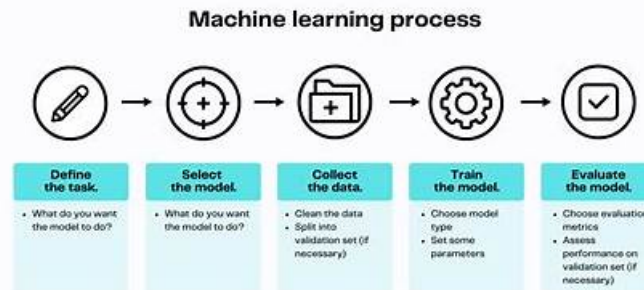 Machine learning process
Define
the task.
• What do you want
the model to do?
Select
the model.
• What do you want
the model to do?
Collect
the data.
• Clean the data
• Split into
validation set (if
necessary)
Train
the model.
• Choose model
type
• Set some
parameters
Evaluate
the model.
• Choose evaluation
metrics
• Assess
performance on
validation set (if
necessary)